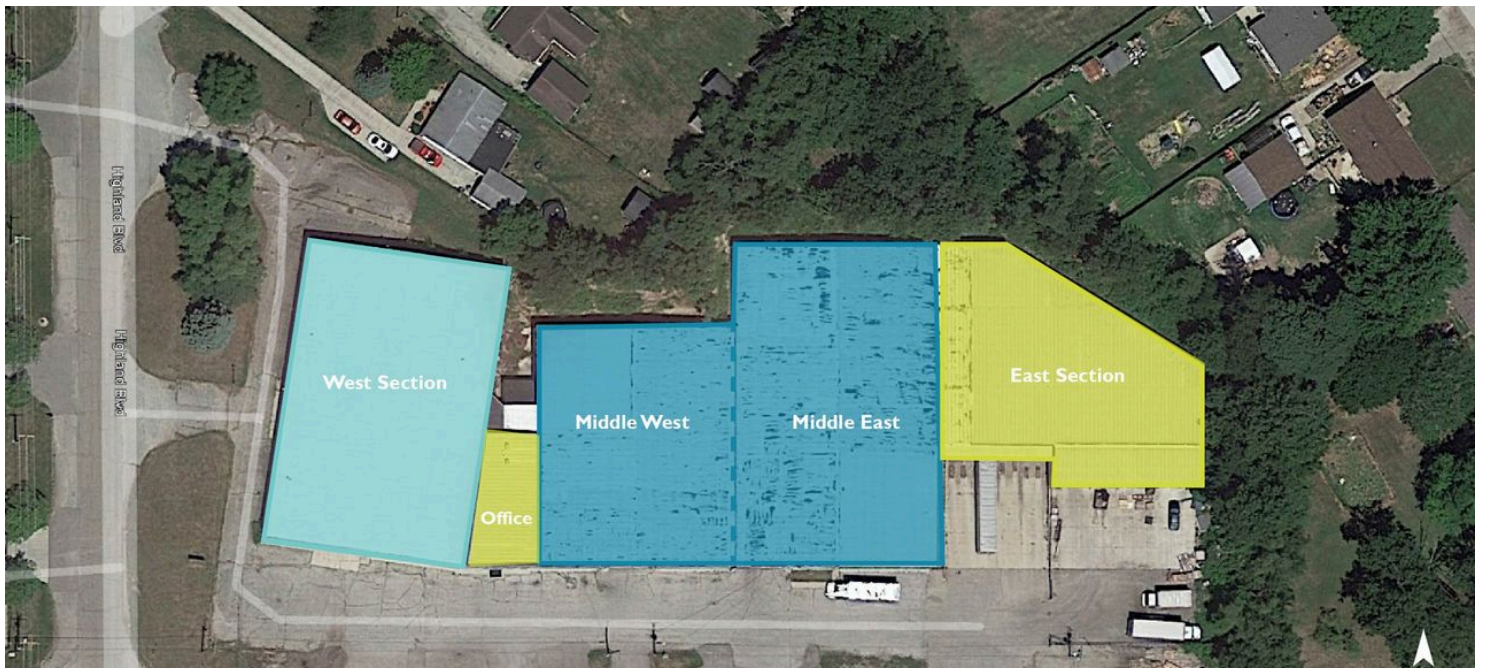 Highland Blvd
Highland Blvd
West Section
East Section
Middle West
Middle East
Office